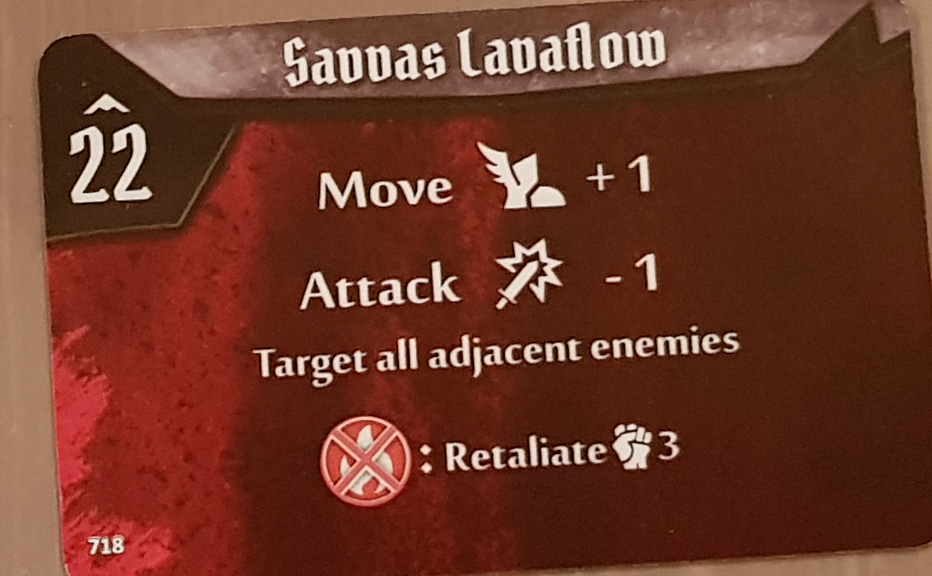 Savvas Lavaflow
22
Move + 1
Attack - 1
Target all adjacent enemies
: Retaliate 3
718